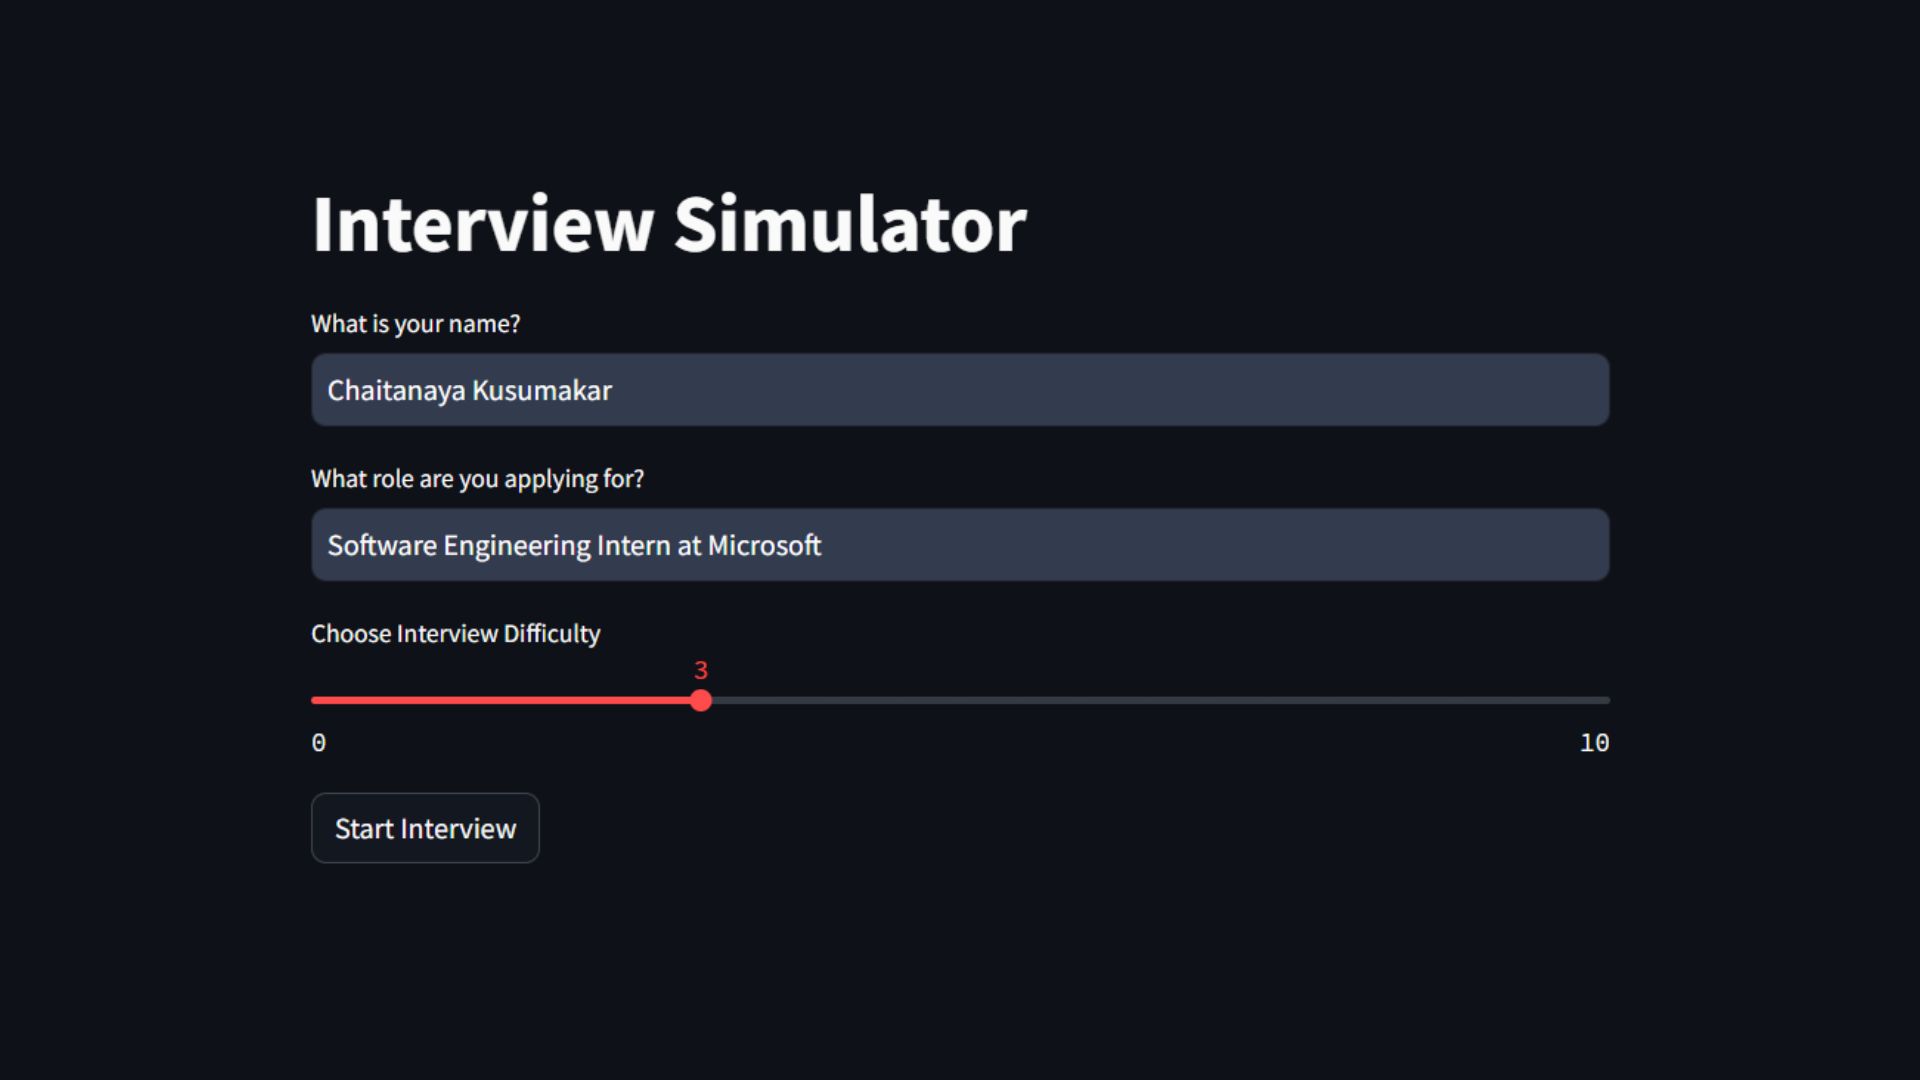 Interview Simulator
What is your name?
Chaitanaya Kusumakar
What role are you applying for?
Software Engineering Intern at Microsoft
Choose Interview Difficulty
3
0 10
Start Interview